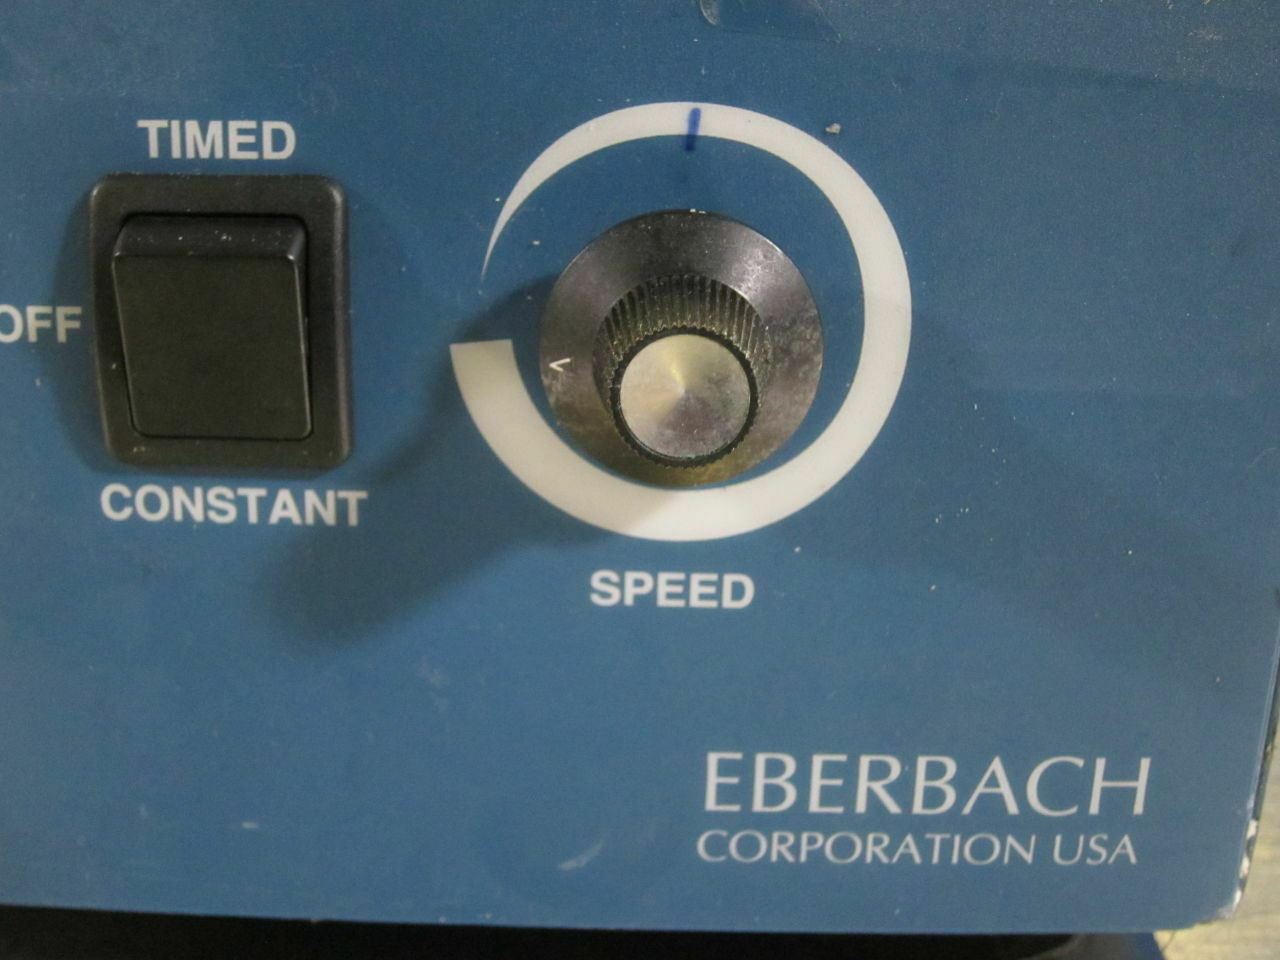 TIMED
OFF
CONSTANT
SPEED
EBERBACH
CORPORATION USA